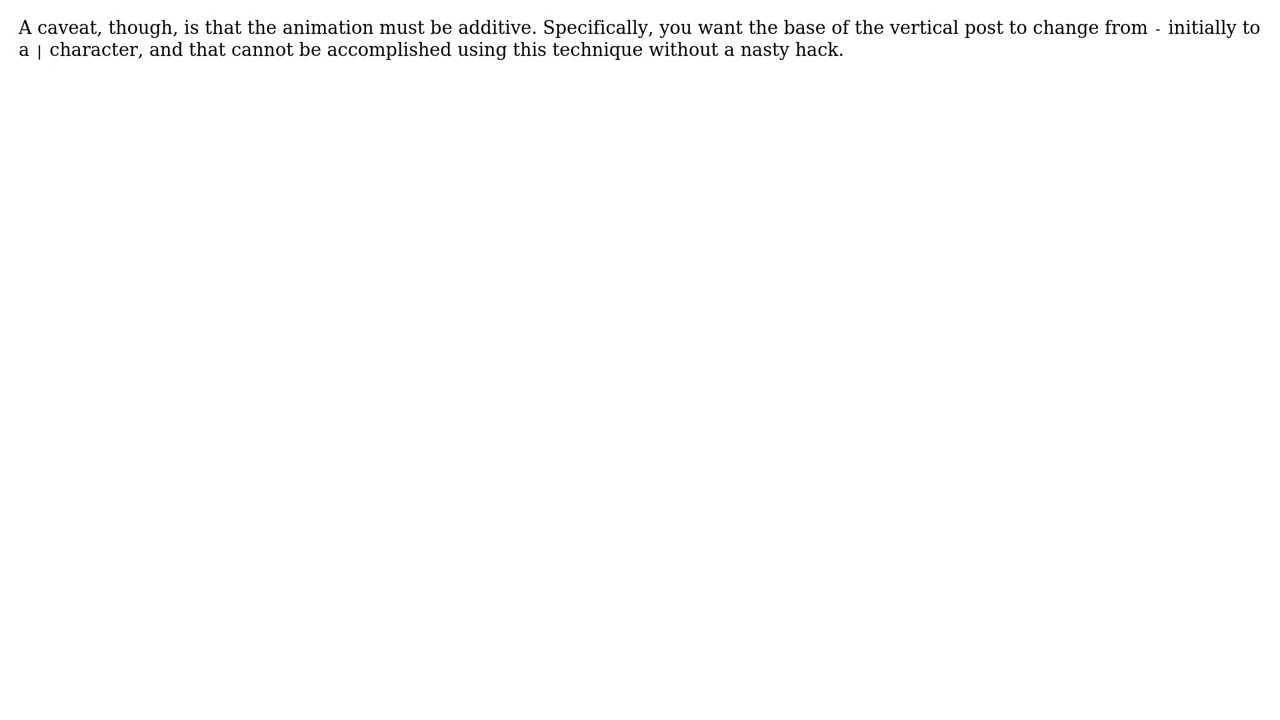 A caveat, though, is that the animation must be additive. Specifically, you want the base of the vertical post to change from - initially to
a | character, and that cannot be accomplished using this technique without a nasty hack.